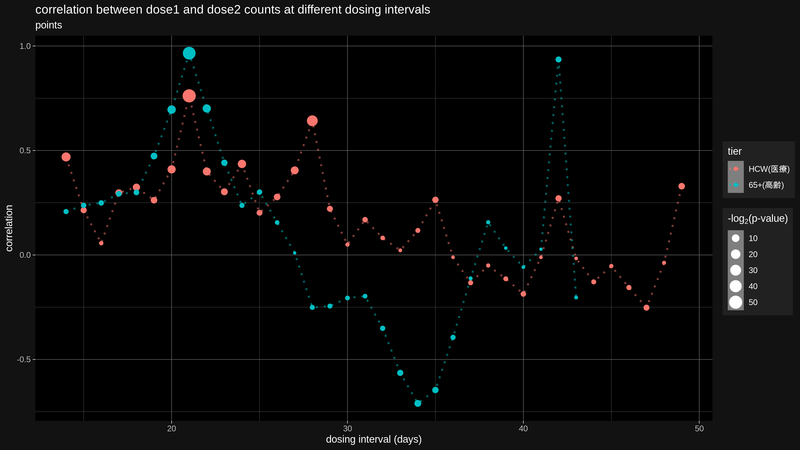 correlation between dose1 and dose2 counts at different dosing intervals
points
1.0
0.5
0.0
-0.5
correlation
20
30
40
50
dosing interval (days)
tier
HCW(医療)
65+(高齢)
-log2(p-value)
10
20
30
40
50